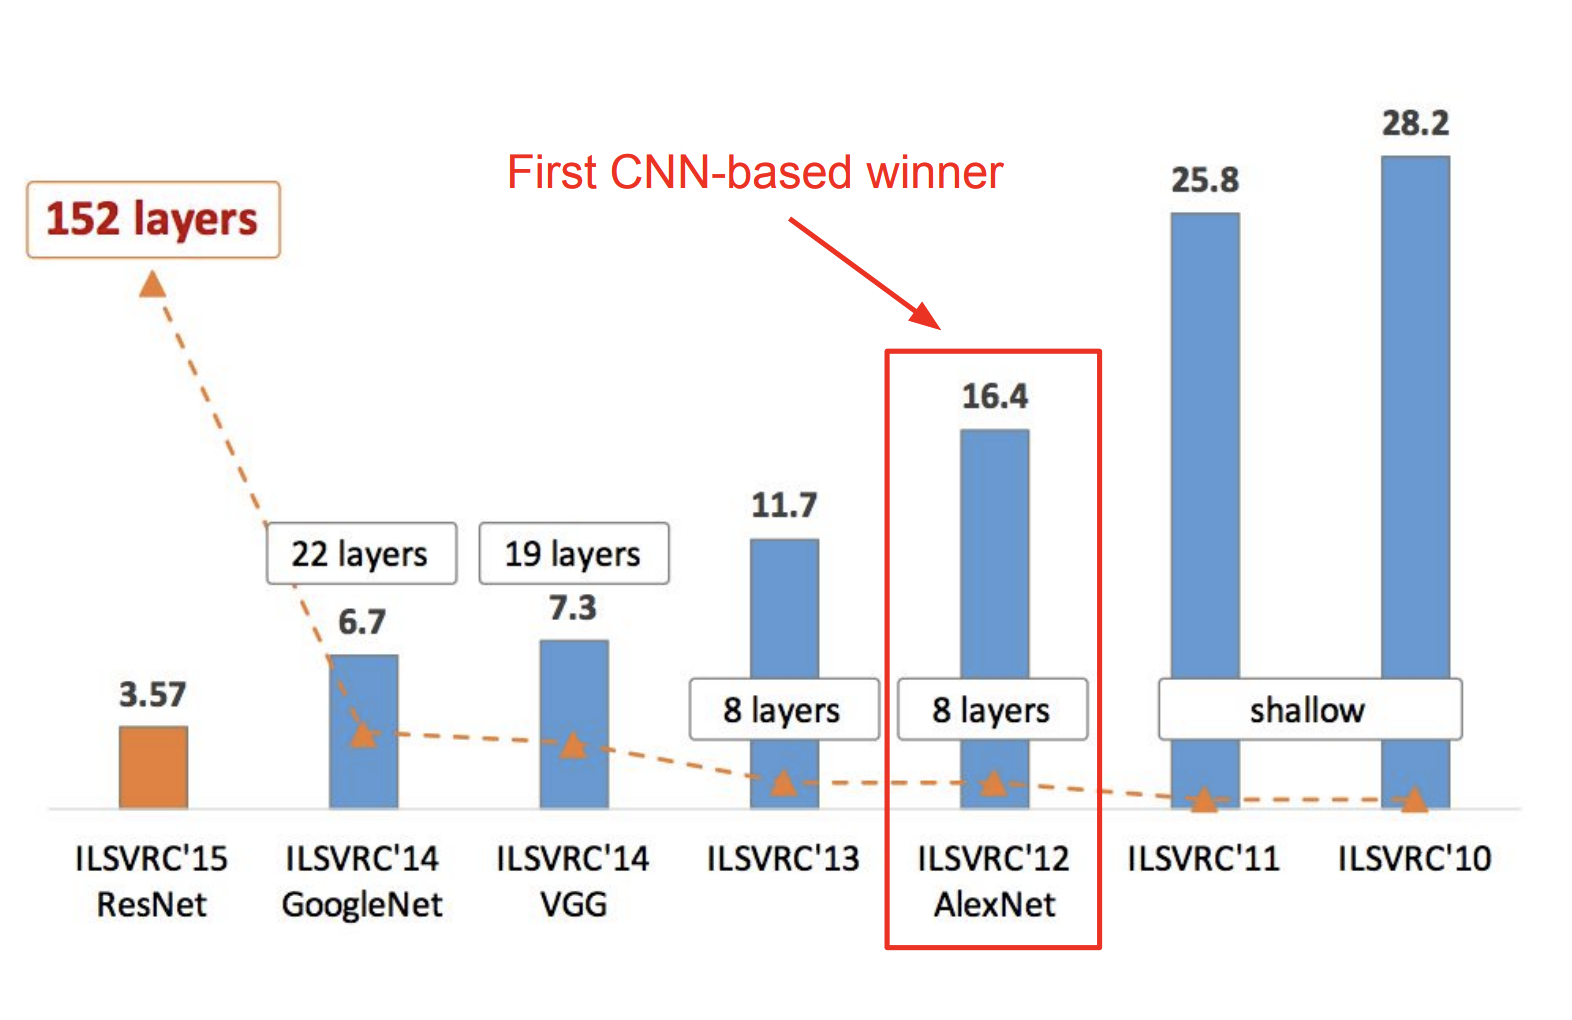 28.2
First CNN-based winner
25.8
152 layers
16.4
11.7
22 layers
19 layers
6.7
7.3
3.57
8 layers
8 layers
shallow
ILSVRC'15
ResNet
ILSVRC'14
GoogleNet
ILSVRC'14
VGG
ILSVRC'13
ILSVRC'12
AlexNet
ILSVRC'11
ILSVRC'10